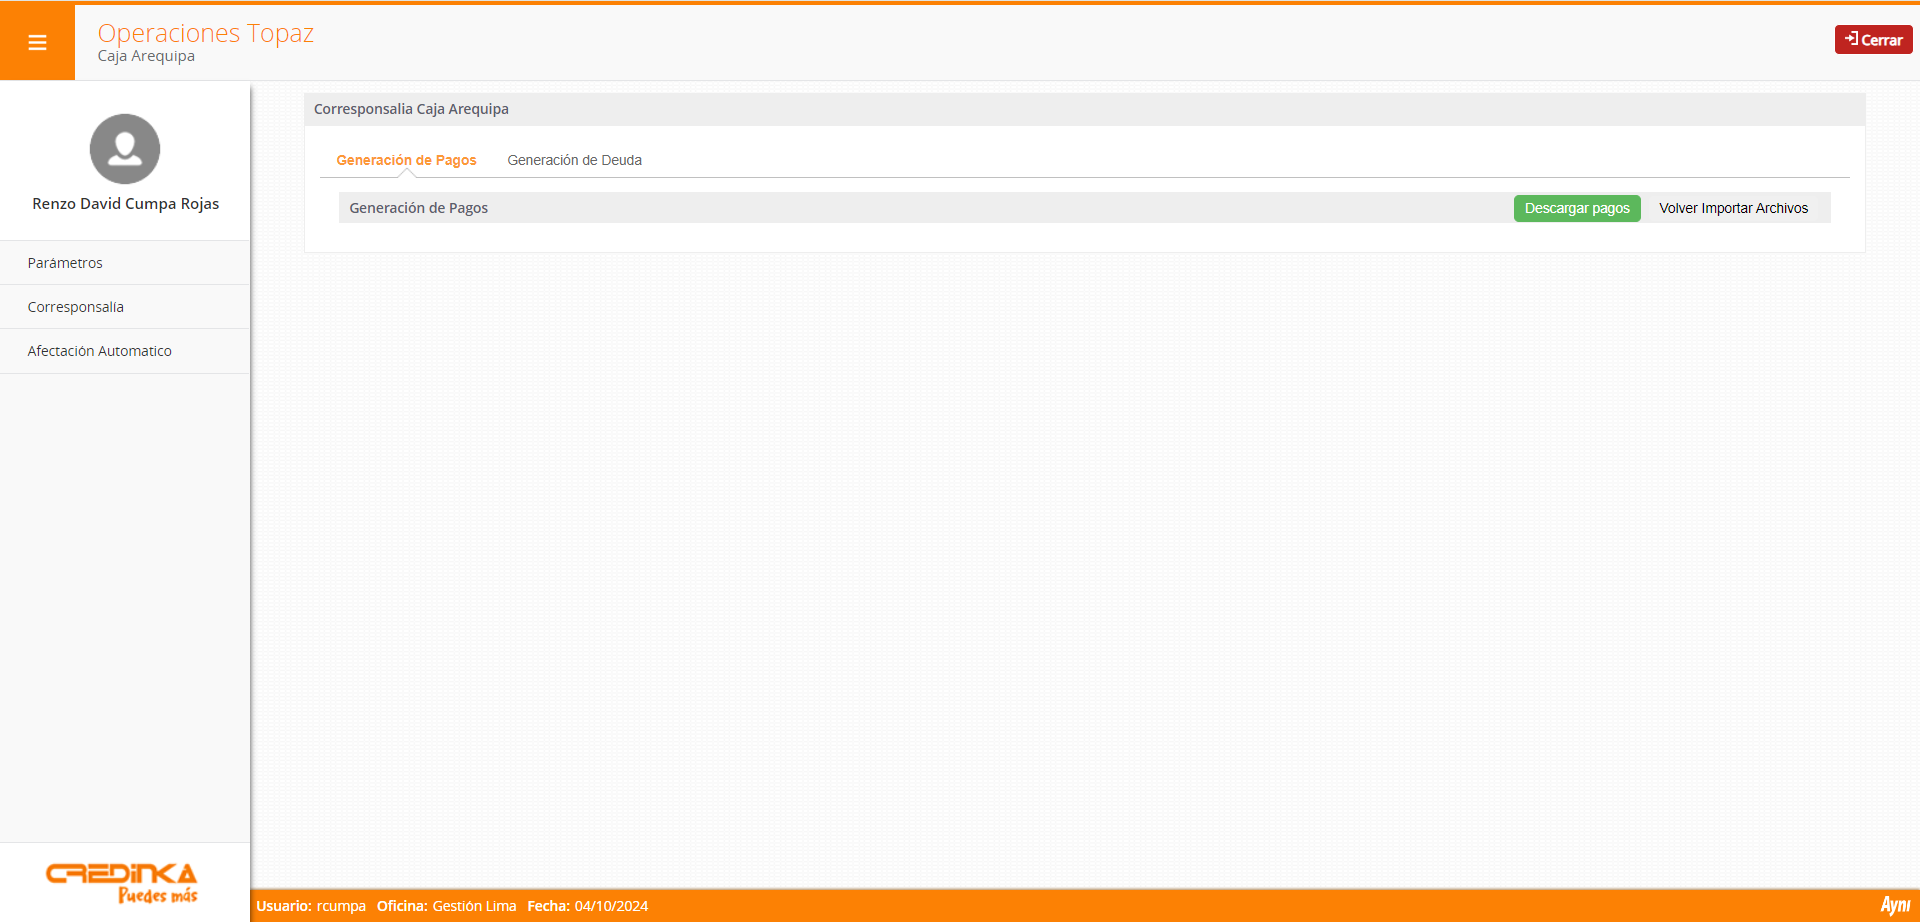 Operaciones Topaz
Caja Arequipa
Cerrar
Renzo David Cumpa Rojas
Parámetros
Corresponsalía
Afectación Automatico
CREDINKA
Puedes más
Corresponsalia Caja Arequipa
Generación de Pagos Generación de Deuda
Generación de Pagos Descargar pagos Volver Importar Archivos
Usuario: rcumpa Oficina: Gestión Lima Fecha: 04/10/2024
Ayni